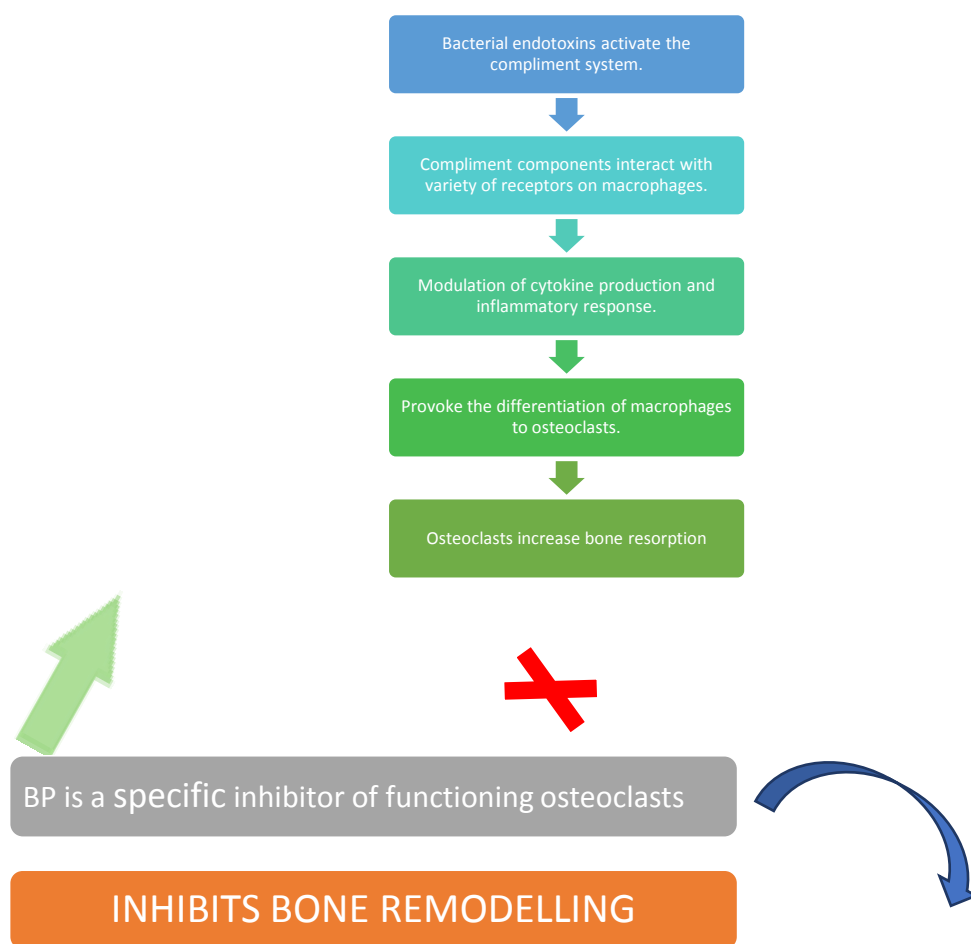 Bacterial endotoxins activate the
compliment system.
Compliment components interact with
variety of receptors on macrophages.
Modulation of cytokine production and
inflammatory response.
Provoke the differentiation of macrophages
to osteoclasts.
Osteoclasts increase bone resorption
BP is a specific inhibitor of functioning osteoclasts
INHIBITS BONE REMODELLING